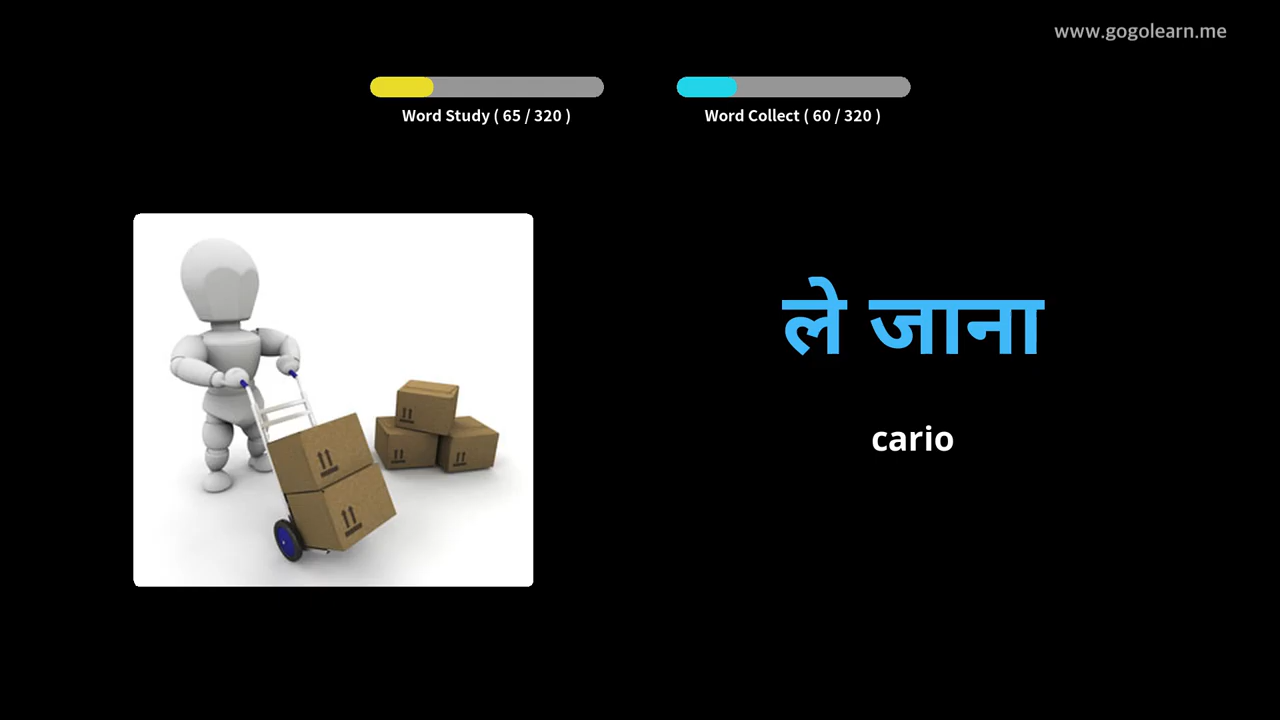 www.gogolearn.me
Word Study ( 65 / 320 )
Word Collect ( 60 / 320 )
ले जाना
cario